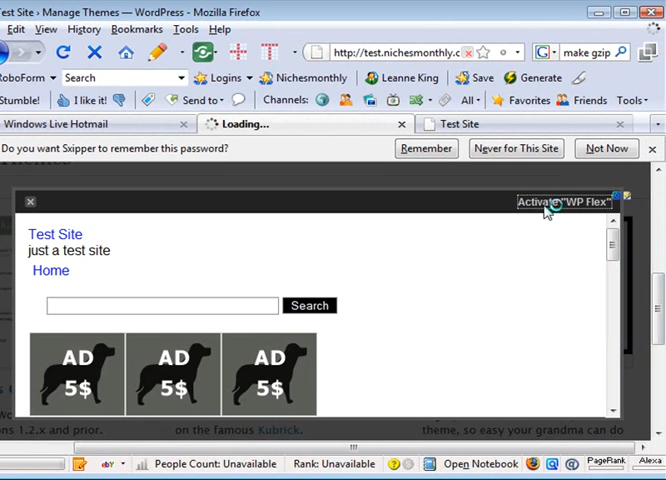 Test Site › Manage Themes — WordPress - Mozilla Firefox
Edit View History Bookmarks Tools Help
http://test.nichesmonthly.c
make gzip
RoboForm Search Logins Nichesmonthly Leanne King Save Generate
Stumble! I like it! Send to Channels: All Favorites Friends Tools
Windows Live Hotmail Loading... Test Site
Do you want Sxipper to remember this password? Remember Never for This Site Not Now
Activate "WP Flex"
Test Site
just a test site
Home
Search
AD AD AD
5$ 5$ 5$
ons 1.2.x and prior. on the famous Kubrick. theme, so easy your grandma can do
ebY People Count: Unavailable Rank: Unavailable Open Notebook PageRank Alexa